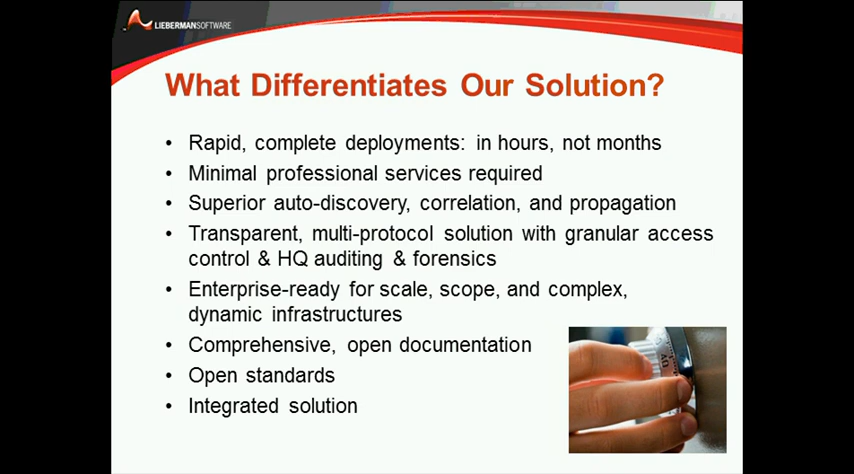 LIEBERMANSOFTWARE
What Differentiates Our Solution?
• Rapid, complete deployments: in hours, not months
• Minimal professional services required
• Superior auto-discovery, correlation, and propagation
• Transparent, multi-protocol solution with granular access
control & HQ auditing & forensics
• Enterprise-ready for scale, scope, and complex,
dynamic infrastructures
• Comprehensive, open documentation
• Open standards
• Integrated solution